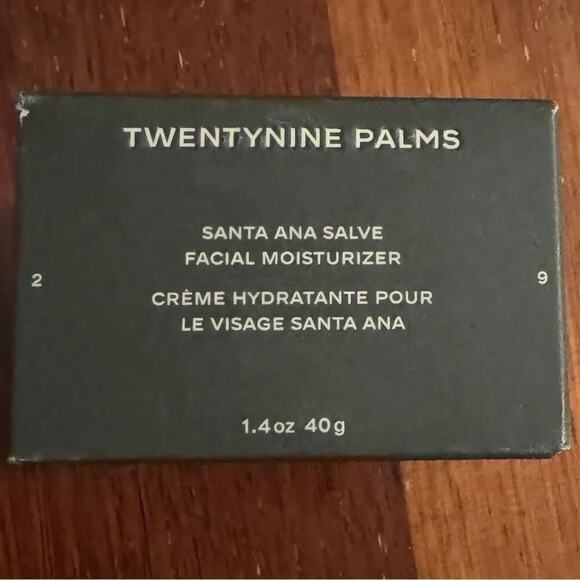 TWENTYNINE PALMS
SANTA ANA SALVE
FACIAL MOISTURIZER
2
9
CRÈME HYDRATANTE POUR
LE VISAGE SANTA ANA
1.4oz 40g